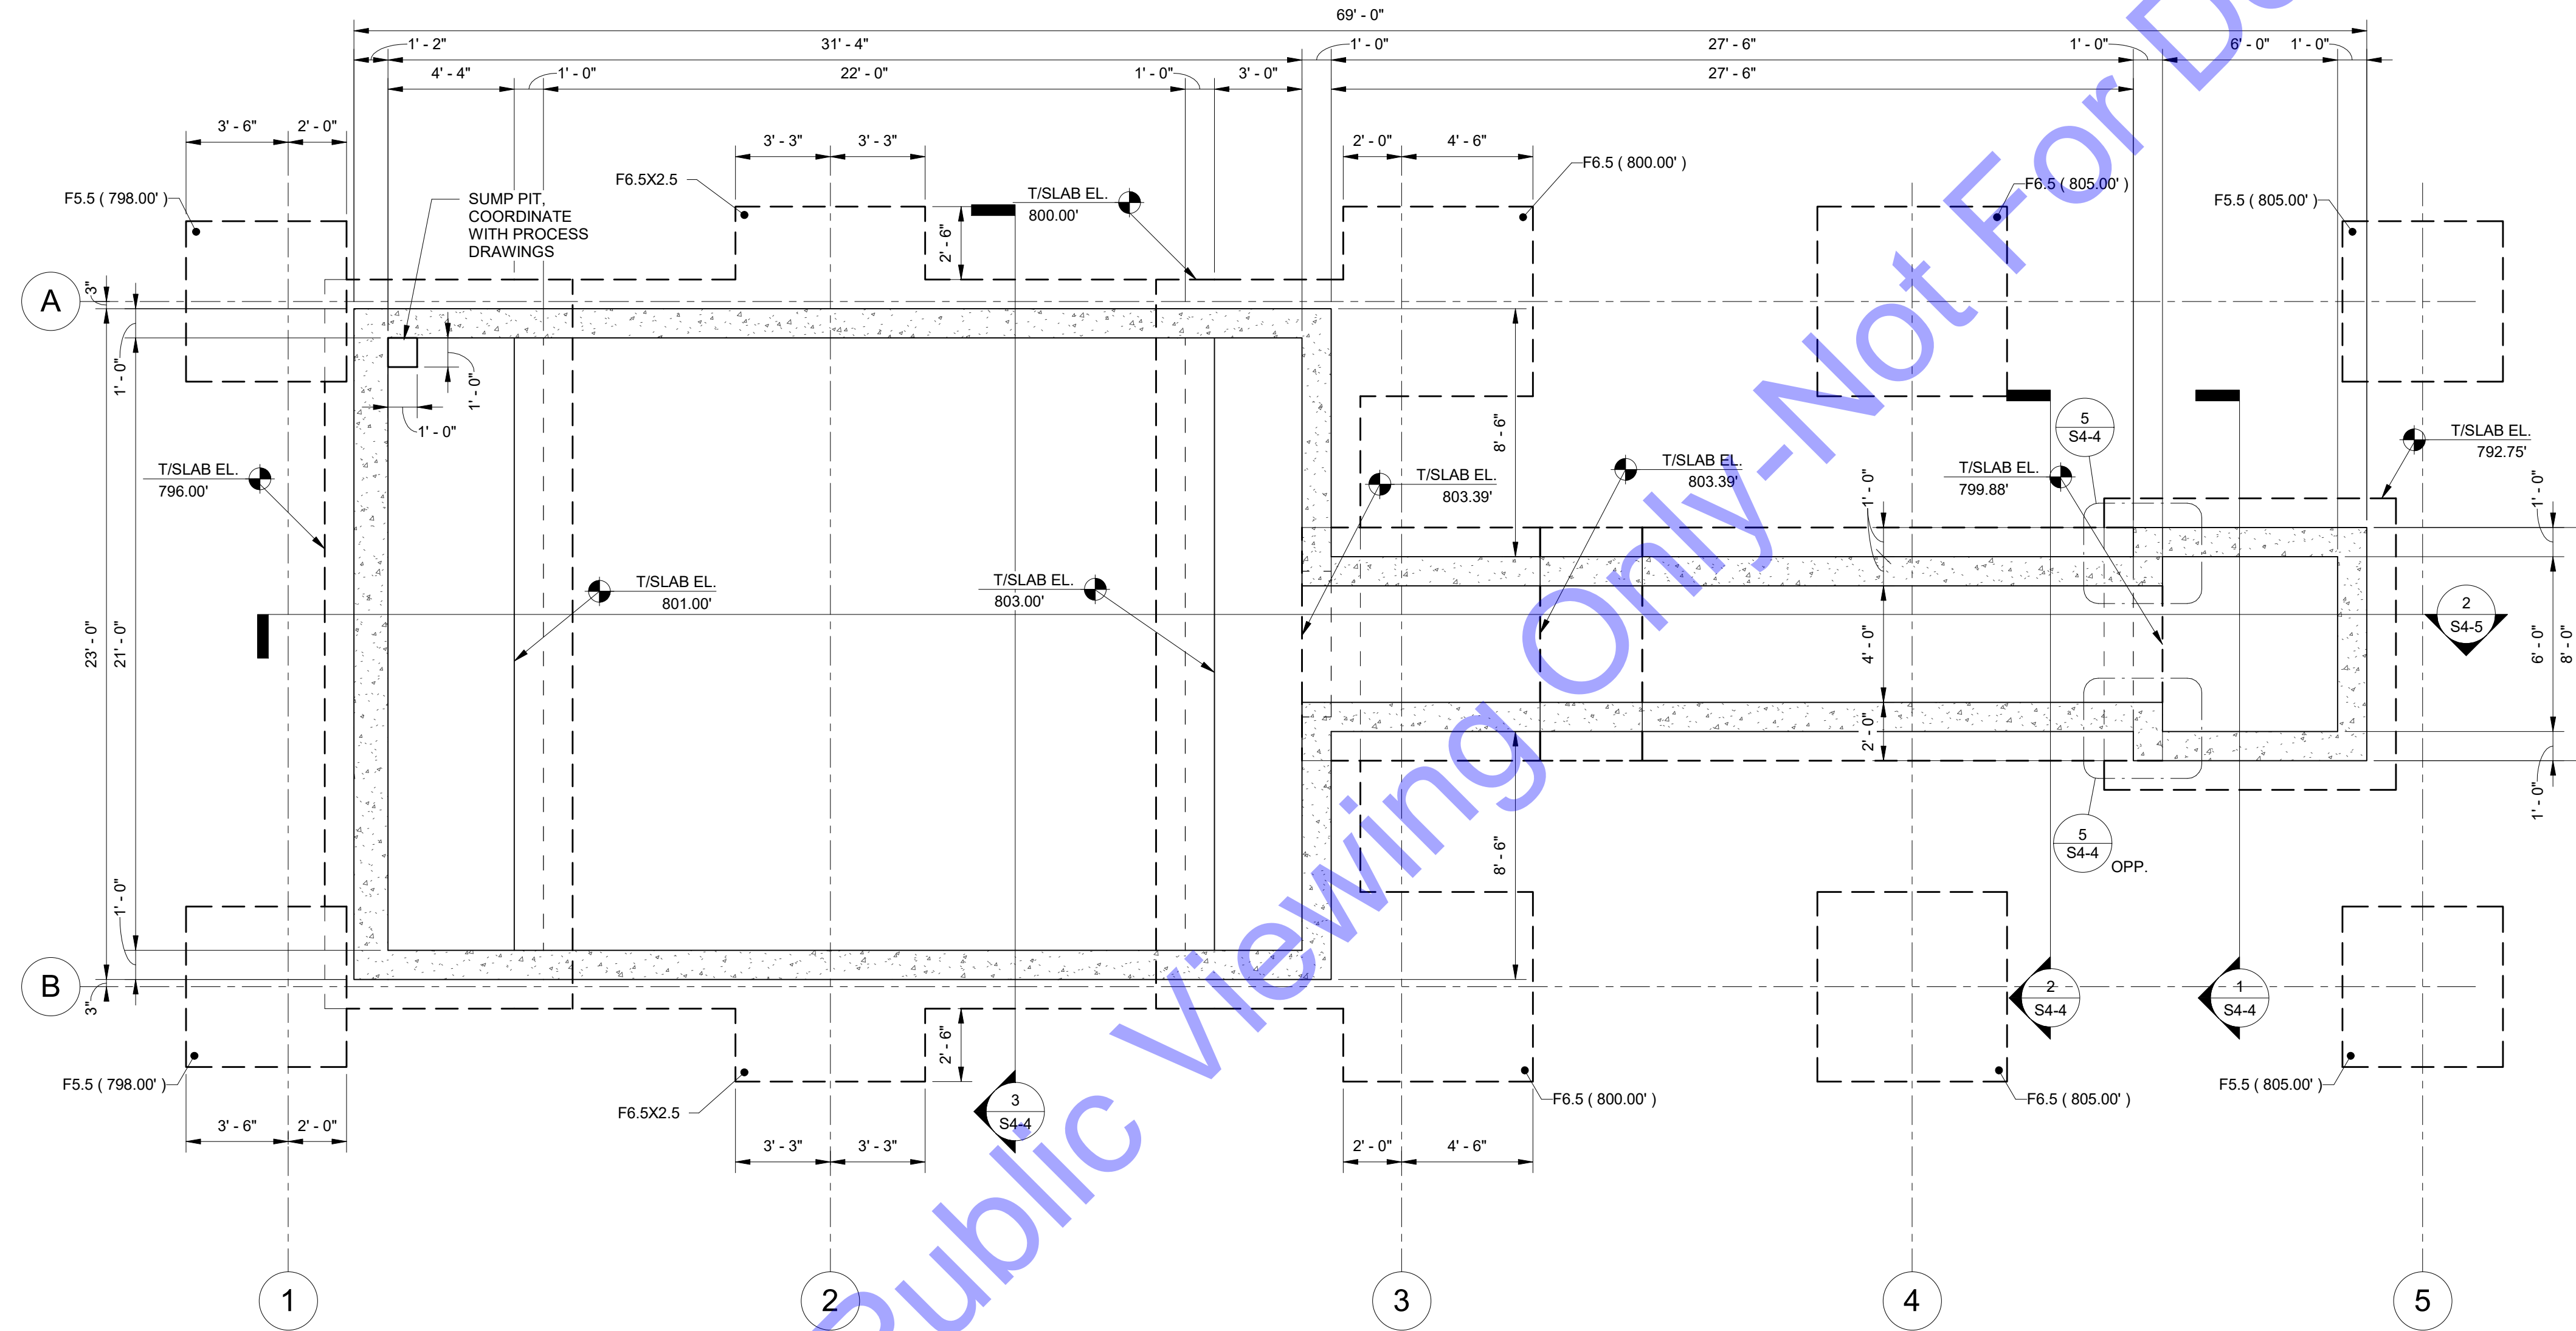 69' - 0"
1' - 2"
31' - 4"
1' - 0"
27' - 6"
1' - 0"
6' - 0"
1' - 0"
4' - 4"
1' - 0"
22' - 0"
1' - 0"
3' - 0"
27' - 6"
3' - 6"
2' - 0"
3' - 3"
3' - 3"
2' - 0"
4' - 6"
F5.5 ( 798.00' )
SUMP PIT,
COORDINATE
WITH PROCESS
DRAWINGS
F6.5X2.5
2' - 6"
T/SLAB EL.
800.00'
F6.5 ( 800.00' )
F6.5 ( 805.00' )
F5.5 ( 805.00' )
A
3"
1' - 0"
1' - 0"
1' - 0"
8' - 6"
5
S4-4
T/SLAB EL.
792.75'
T/SLAB EL.
796.00'
T/SLAB EL.
803.39'
T/SLAB EL.
803.39'
T/SLAB EL.
799.88'
1' - 0"
1' - 0"
T/SLAB EL.
801.00'
T/SLAB EL.
803.00'
23' - 0"
21' - 0"
4' - 0"
2' - 0"
2
S4-5
6' - 0"
8' - 0"
1' - 0"
8' - 6"
5
S4-4
OPP.
1' - 0"
B
3"
2
S4-4
1
S4-4
F5.5 ( 798.00' )
F6.5X2.5
2' - 6"
3
S4-4
F6.5 ( 800.00' )
F6.5 ( 805.00' )
F5.5 ( 805.00' )
3' - 6"
2' - 0"
3' - 3"
3' - 3"
2' - 0"
4' - 6"
1
2
3
4
5
Public Viewing Only-Not For